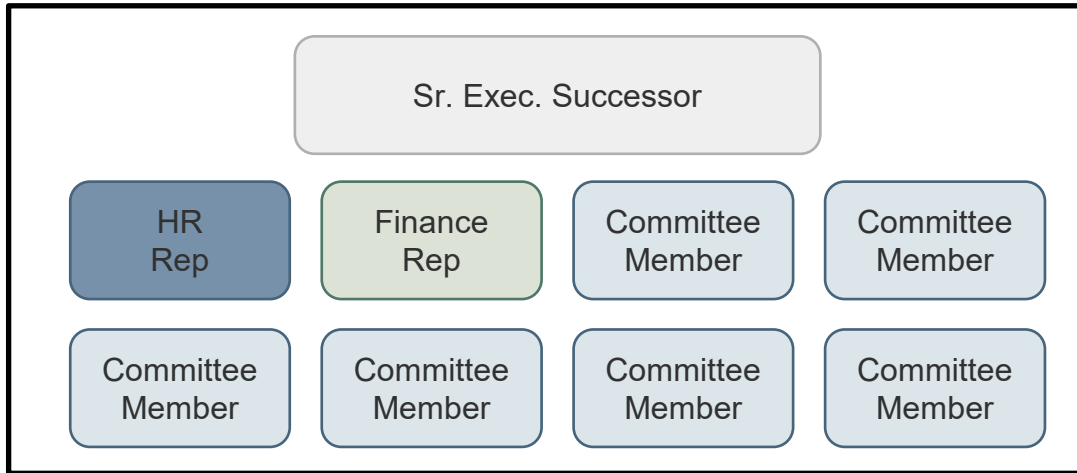 Sr. Exec. Successor
HR
Rep
Finance
Rep
Committee
Member
Committee
Member
Committee
Member
Committee
Member
Committee
Member
Committee
Member